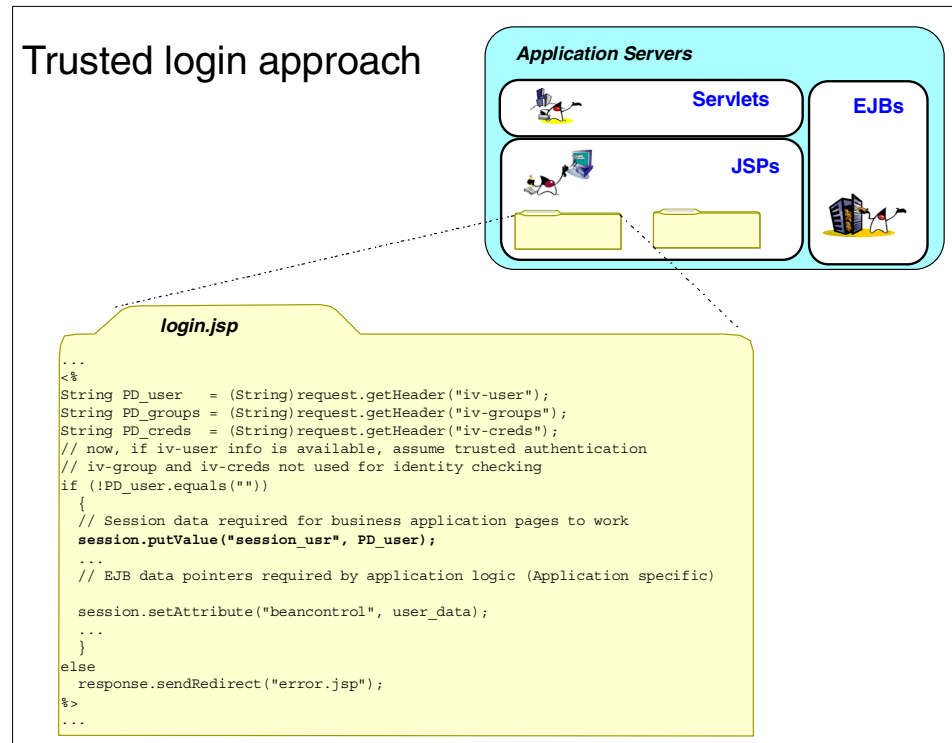 Trusted login approach
Application Servers
Servlets
EJBs
JSPs
login.jsp
...
<%
String PD_user   = (String)request.getHeader("iv-user");
String PD_groups = (String)request.getHeader("iv-groups");
String PD_creds  = (String)request.getHeader("iv-creds");
// now, if iv-user info is available, assume trusted authentication
// iv-group and iv-creds not used for identity checking
if (!PD_user.equals(""))
  {
  // Session data required for business application pages to work
  session.putValue("session_usr", PD_user);
  ...
  // EJB data pointers required by application logic (Application specific)
  session.setAttribute("beancontrol", user_data);
  ...
  }
else
  response.sendRedirect("error.jsp");
%>
...